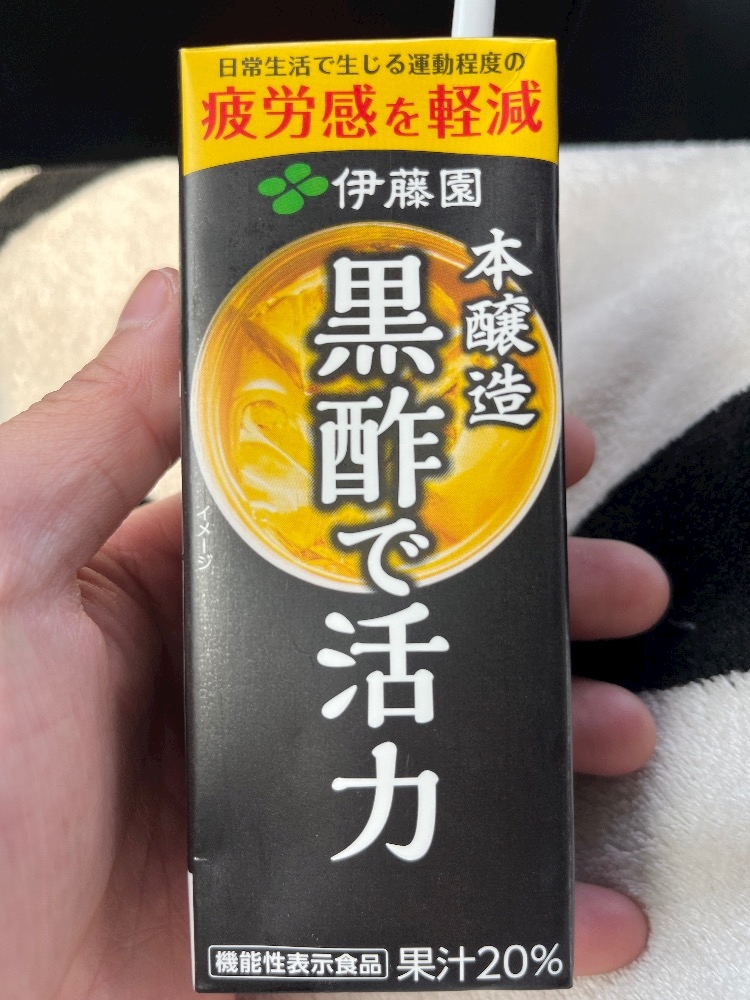 日常生活で生じる運動程度の
疲労感を軽減
伊藤園
本醸造
黒酢で活力
イメージ
機能性表示食品
果汁20%